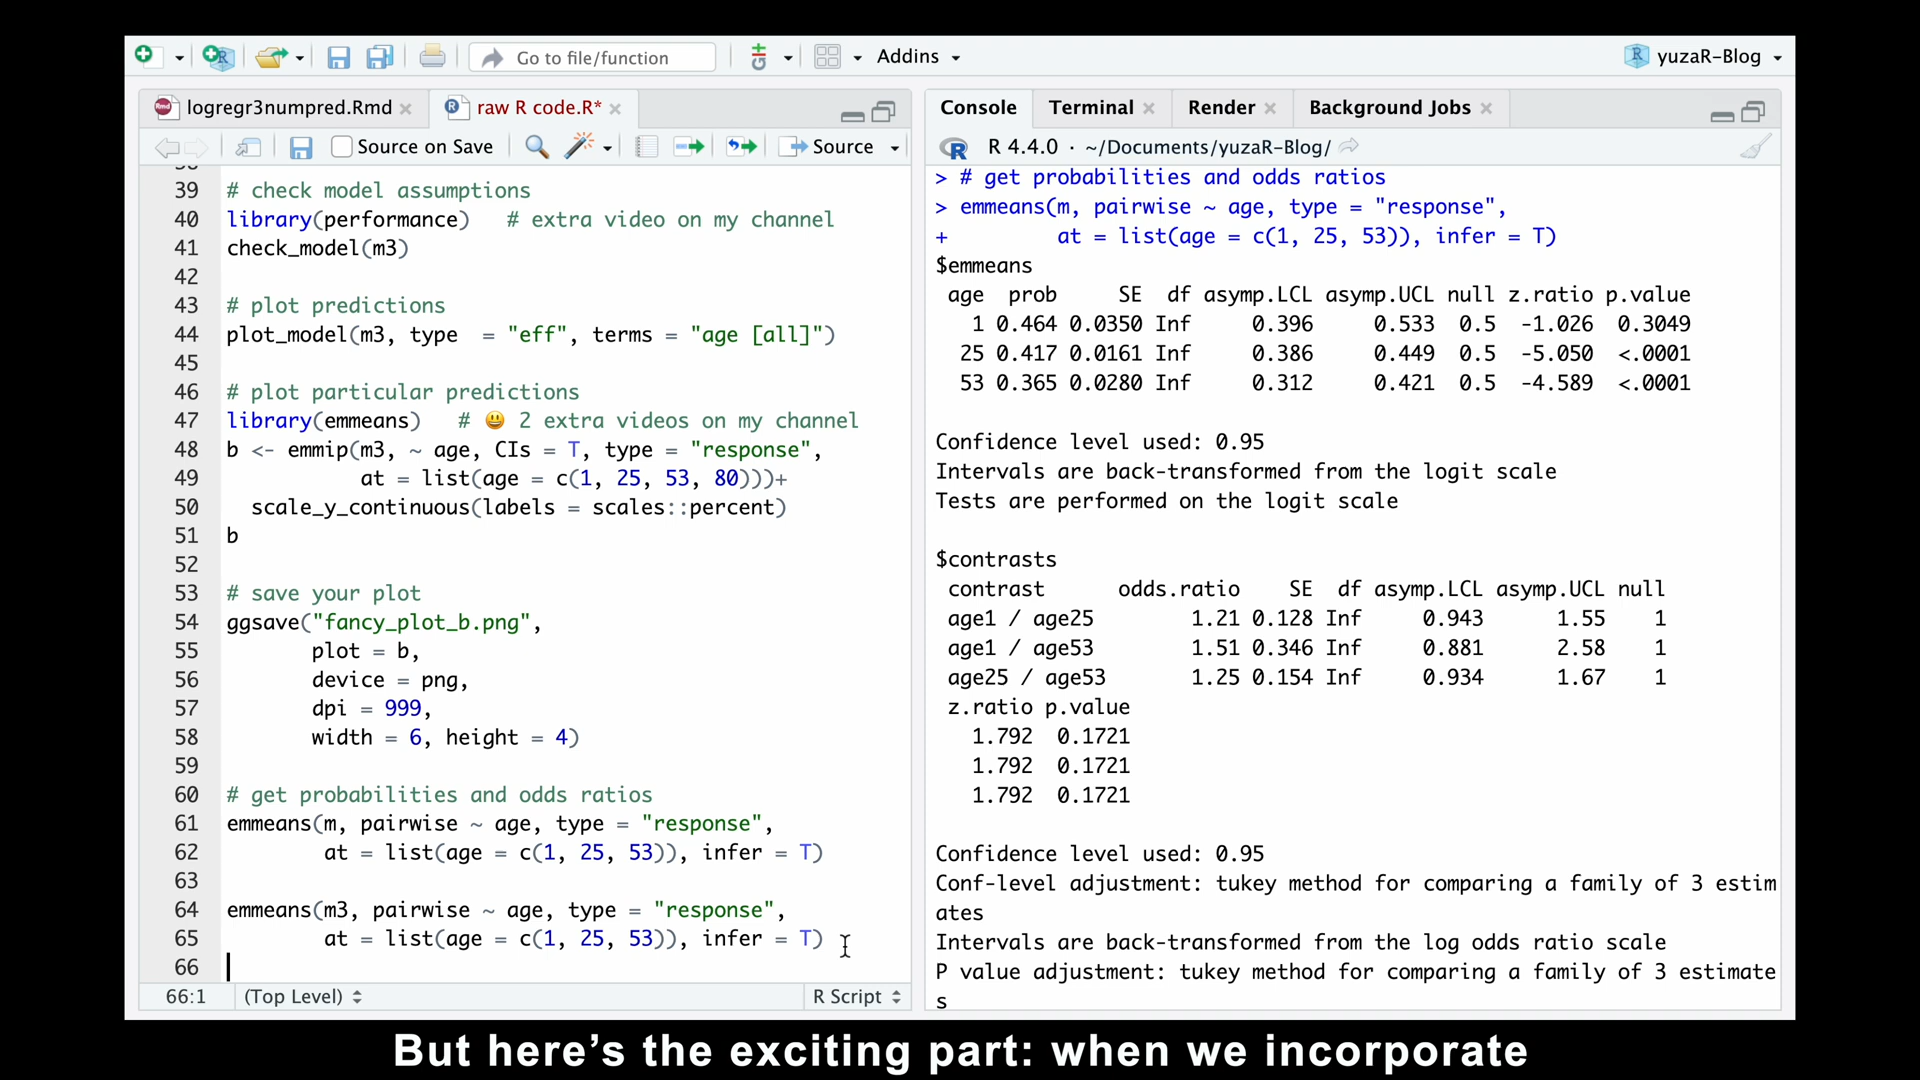 Go to file/function
Addins
yuzaR-Blog
logregr3numpred.Rmd
raw R code.R*
Source on Save
Source
39 # check model assumptions
40 library(performance)   # extra video on my channel
41 check_model(m3)
42
43 # plot predictions
44 plot_model(m3, type  = "eff", terms = "age [all]")
45
46 # plot particular predictions
47 library(emmeans)   # 😃 2 extra videos on my channel
48 b <- emmip(m3, ~ age, CIs = T, type = "response",
49            at = list(age = c(1, 25, 53, 80)))+
50   scale_y_continuous(labels = scales::percent)
51 b
52
53 # save your plot
54 ggsave("fancy_plot_b.png",
55        plot = b,
56        device = png,
57        dpi = 999,
58        width = 6, height = 4)
59
60 # get probabilities and odds ratios
61 emmeans(m, pairwise ~ age, type = "response",
62         at = list(age = c(1, 25, 53)), infer = T)
63
64 emmeans(m3, pairwise ~ age, type = "response",
65         at = list(age = c(1, 25, 53)), infer = T)
66
66:1 (Top Level) R Script
Console Terminal Render Background Jobs
R 4.4.0 · ~/Documents/yuzaR-Blog/
> # get probabilities and odds ratios
> emmeans(m, pairwise ~ age, type = "response",
+         at = list(age = c(1, 25, 53)), infer = T)
$emmeans
 age  prob     SE  df asymp.LCL asymp.UCL null z.ratio p.value
   1 0.464 0.0350 Inf     0.396     0.533  0.5  -1.026  0.3049
  25 0.417 0.0161 Inf     0.386     0.449  0.5  -5.050  <.0001
  53 0.365 0.0280 Inf     0.312     0.421  0.5  -4.589  <.0001
Confidence level used: 0.95
Intervals are back-transformed from the logit scale
Tests are performed on the logit scale
$contrasts
 contrast      odds.ratio    SE  df asymp.LCL asymp.UCL null
 age1 / age25        1.21 0.128 Inf     0.943      1.55    1
 age1 / age53        1.51 0.346 Inf     0.881      2.58    1
 age25 / age53       1.25 0.154 Inf     0.934      1.67    1
 z.ratio p.value
   1.792  0.1721
   1.792  0.1721
   1.792  0.1721
Confidence level used: 0.95
Conf-level adjustment: tukey method for comparing a family of 3 estim
ates
Intervals are back-transformed from the log odds ratio scale
P value adjustment: tukey method for comparing a family of 3 estimate
s
But here's the exciting part: when we incorporate